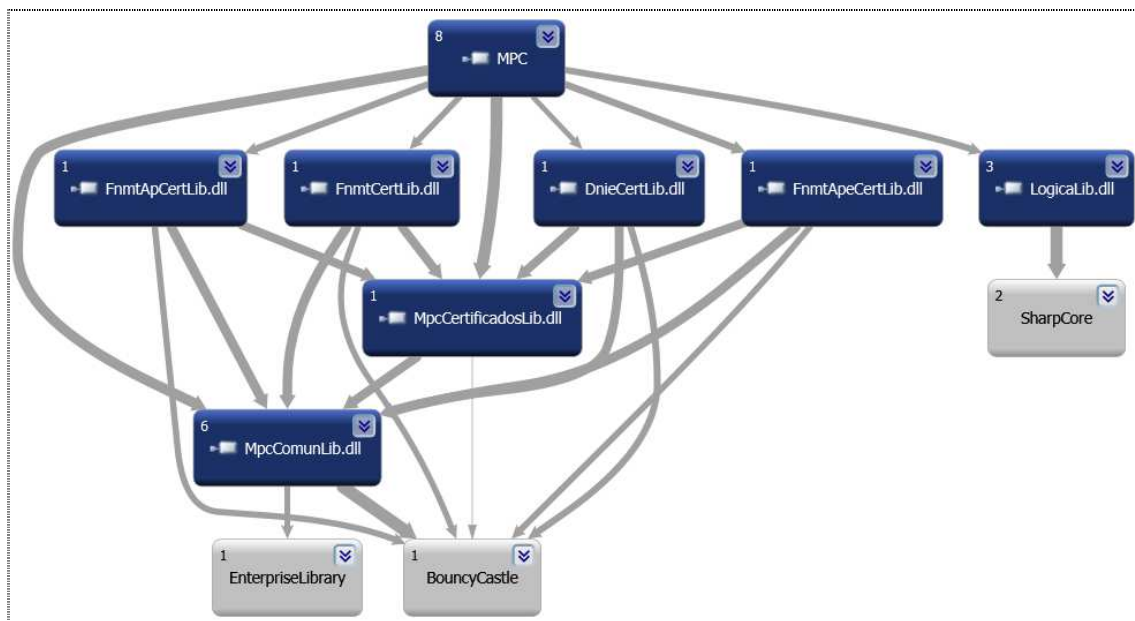 8
MPC
1
FnmtApCertLib.dll
1
FnmtCertLib.dll
1
DnieCertLib.dll
1
FnmtApeCertLib.dll
3
LogicaLib.dll
1
MpcCertificadosLib.dll
2
SharpCore
6
MpcComunLib.dll
1
EnterpriseLibrary
1
BouncyCastle